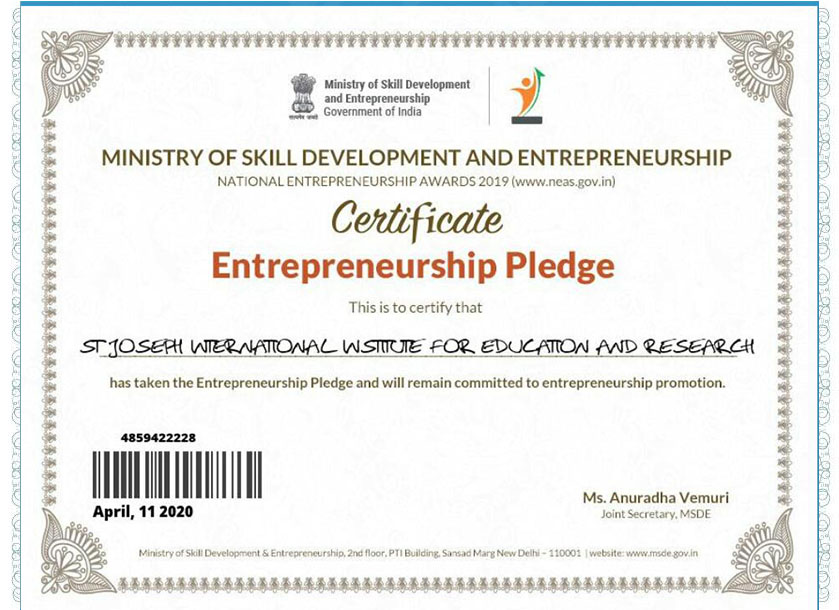 Ministry of Skill Development
and Entrepreneurship
Government of India
सत्यमेव जयते
MINISTRY OF SKILL DEVELOPMENT AND ENTREPRENEURSHIP
NATIONAL ENTREPRENEURSHIP AWARDS 2019 (www.neas.gov.in)
Certificate
Entrepreneurship Pledge
This is to certify that
ST JOSEPH INTERNATIONAL INSTITUTE FOR EDUCATION AND RESEARCH
has taken the Entrepreneurship Pledge and will remain committed to entrepreneurship promotion.
4859422228
April, 11 2020
Ms. Anuradha Vemuri
Joint Secretary, MSDE
Ministry of Skill Development & Entrepreneurship, 2nd floor, PTI Building, Sansad Marg New Delhi – 110001 | website: www.msde.gov.in